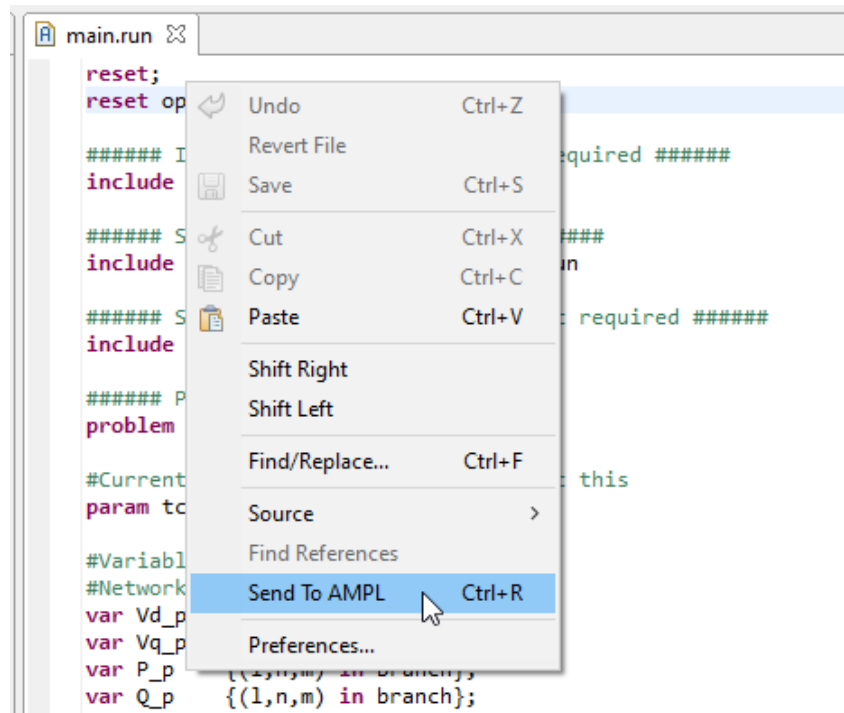 main.run
reset;
reset op
###### I
equired ######
include
###### S
####
include
un
###### S
required ######
include
###### P
problem
#Current
this
param tc
#Variabl
#Network
var Vd_p
var Vq_p
var P_p {(l,n,m) in branch};
var Q_p {(l,n,m) in branch};
Undo Ctrl+Z
Revert File
Save Ctrl+S
Cut Ctrl+X
Copy Ctrl+C
Paste Ctrl+V
Shift Right
Shift Left
Find/Replace... Ctrl+F
Source >
Find References
Send To AMPL Ctrl+R
Preferences...